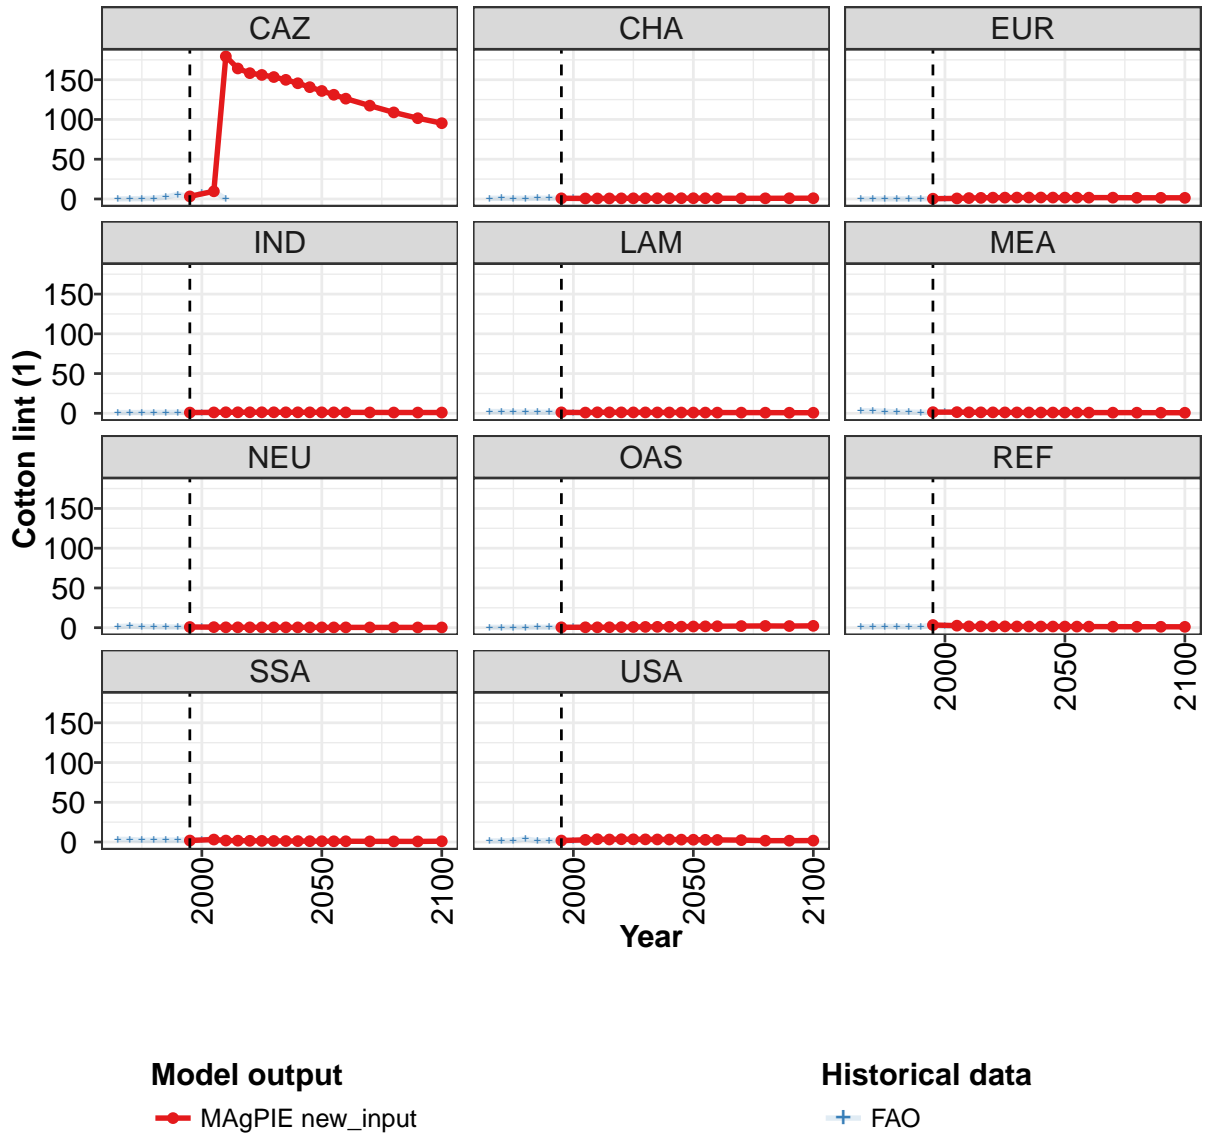 CAZ
CHA
EUR
150
100
50
0
IND
LAM
MEA
150
100
50
0
Cotton lint (1)
NEU
OAS
REF
150
100
50
0
2000
2050
2100
SSA
USA
150
100
50
0
2000
2050
2100
2000
2050
2100
Year
Model output
MAgPIE new_input
Historical data
FAO